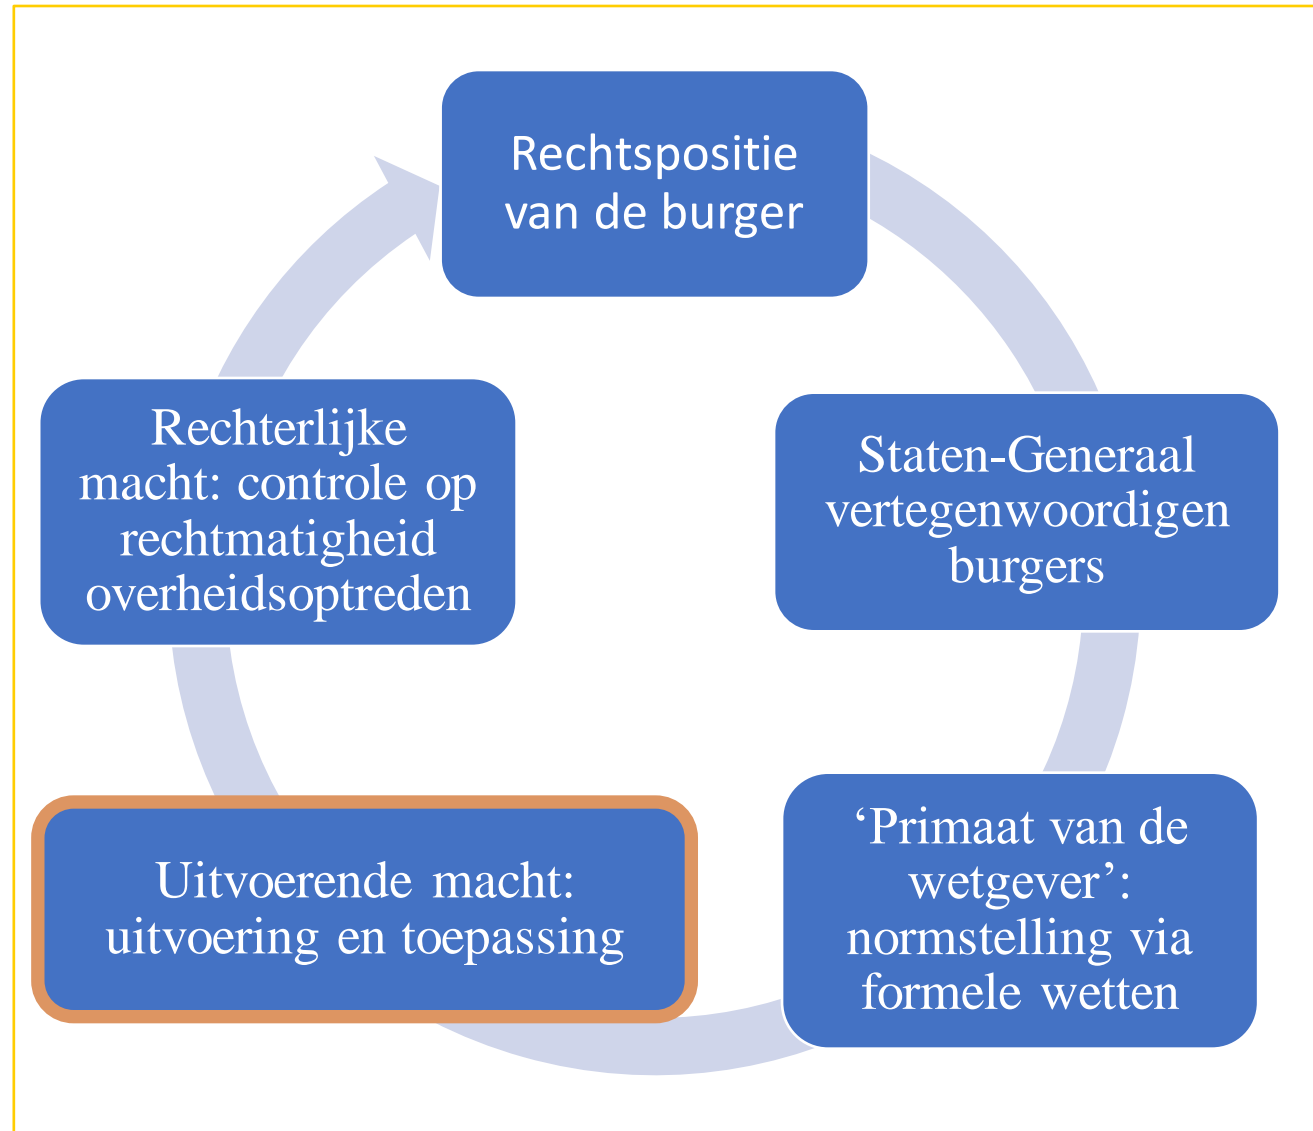 Rechtspositie
van de burger
Staten-Generaal
vertegenwoordigen
burgers
‘Primaat van de
wetgever’:
normstelling via
formele wetten
Uitvoerende macht:
uitvoering en toepassing
Rechterlijke
macht: controle op
rechtmatigheid
overheidsoptreden